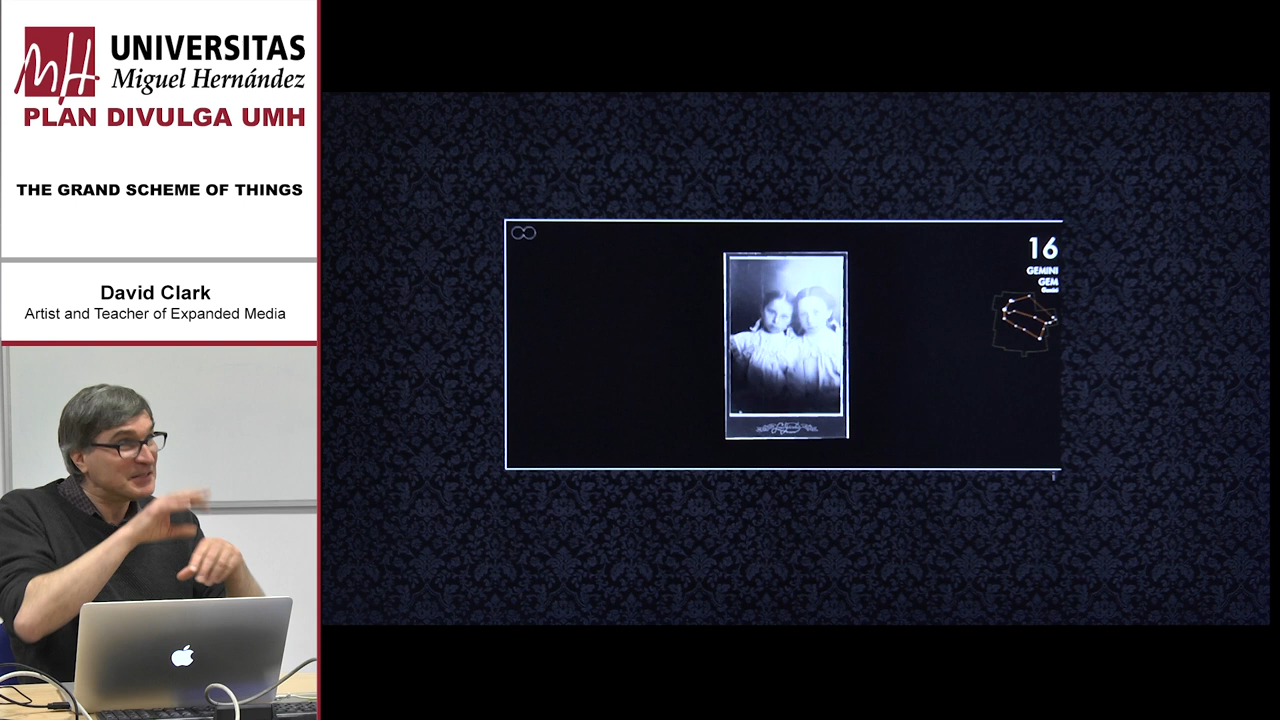 UNIVERSITAS
Miguel Hernández
PLAN DIVULGA UMH
THE GRAND SCHEME OF THINGS
David Clark
Artist and Teacher of Expanded Media
16
GEMINI
GEM
Gemini